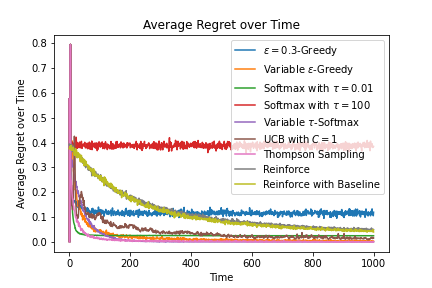 Average Regret over Time
Average Regret over Time
0.8
0.7
0.6
0.5
0.4
0.3
0.2
0.1
0.0
0
200
400
600
800
1000
Time
ε = 0.3-Greedy
Variable ε-Greedy
Softmax with τ = 0.01
Softmax with τ = 100
Variable τ-Softmax
UCB with C = 1
Thompson Sampling
Reinforce
Reinforce with Baseline